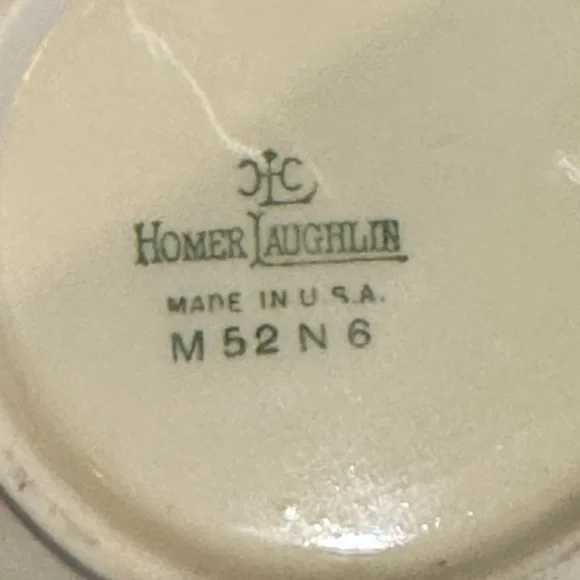 HLC
HOMER LAUGHLIN
MADE IN U.S.A.
M 52 N 6